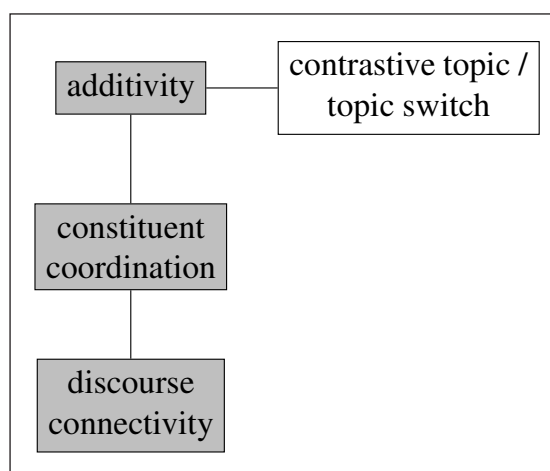 additivity
contrastive topic /
topic switch
constituent
coordination
discourse
connectivity